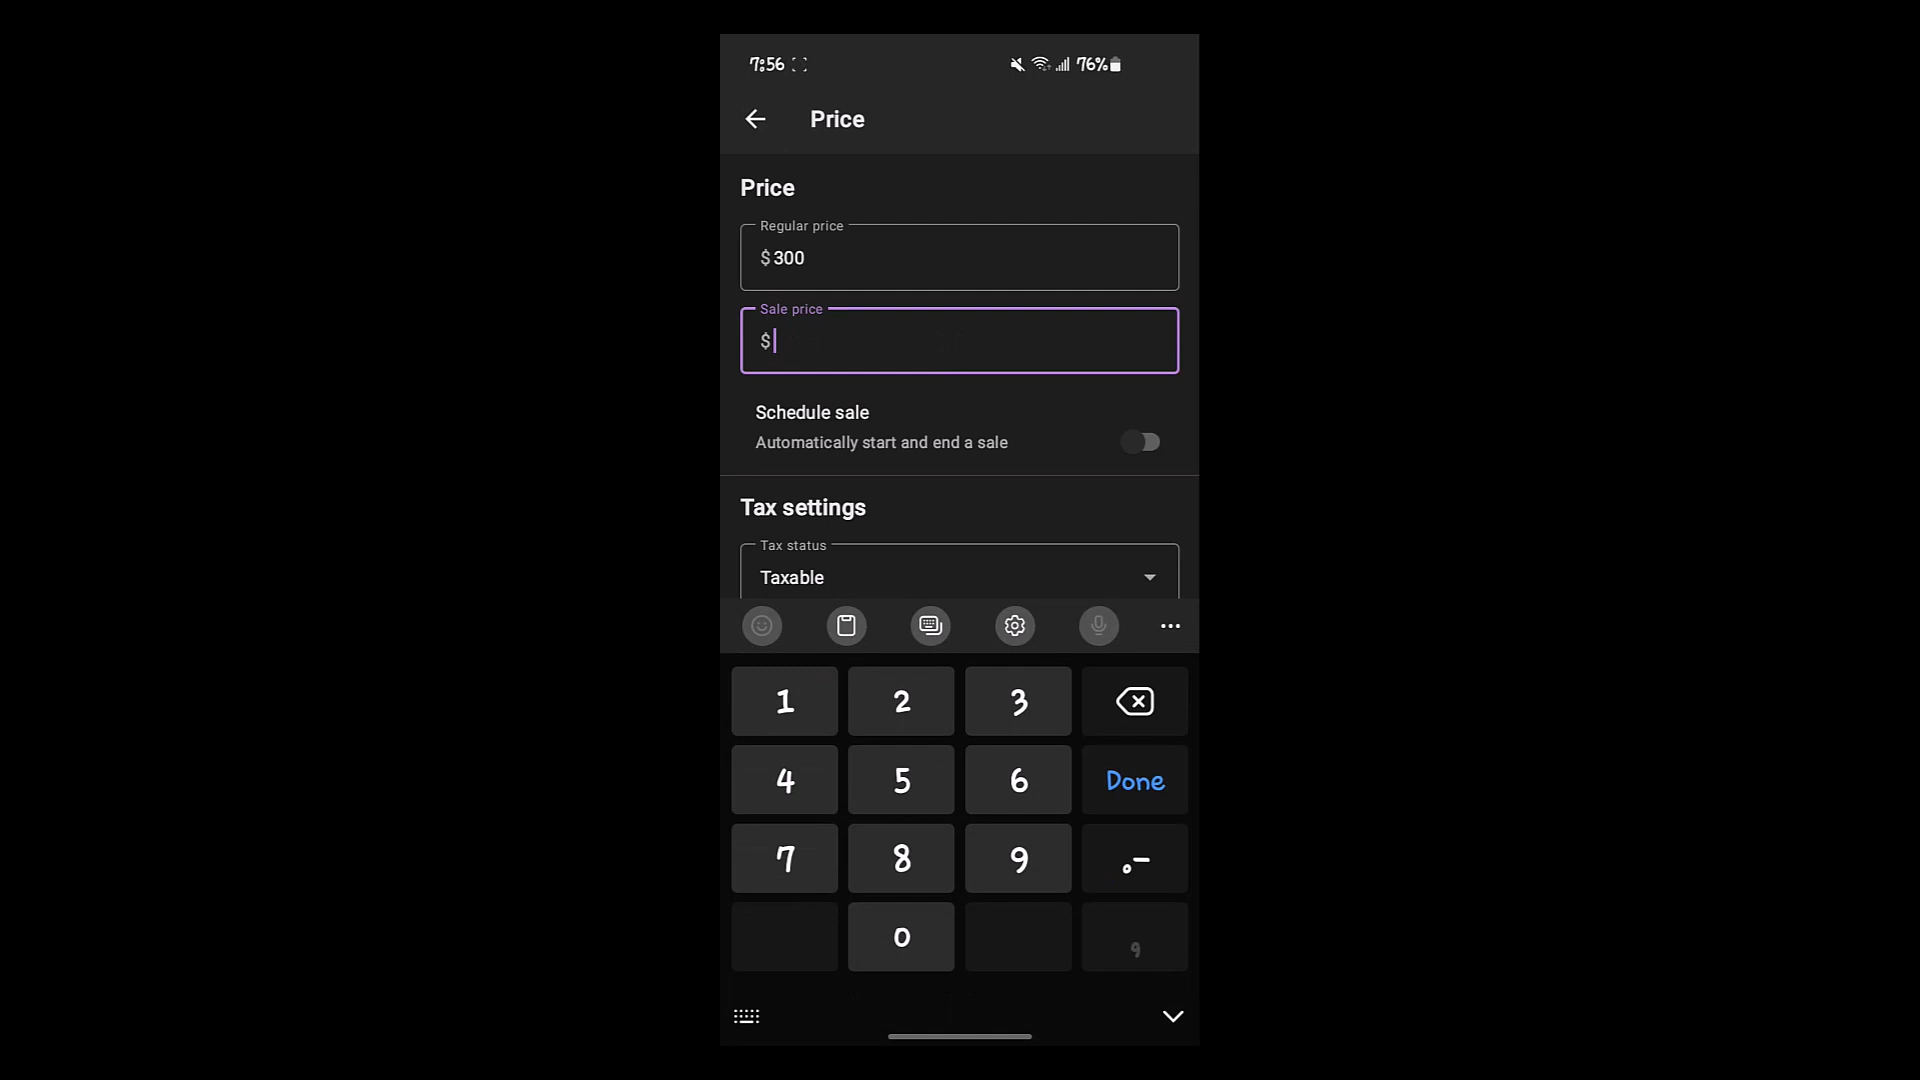 7:56 76%
Price
Price
Regular price
$300
Sale price
$
Schedule sale
Automatically start and end a sale
Tax settings
Tax status
Taxable
1 2 3
4 5 6 Done
7 8 9 .-
0 ,